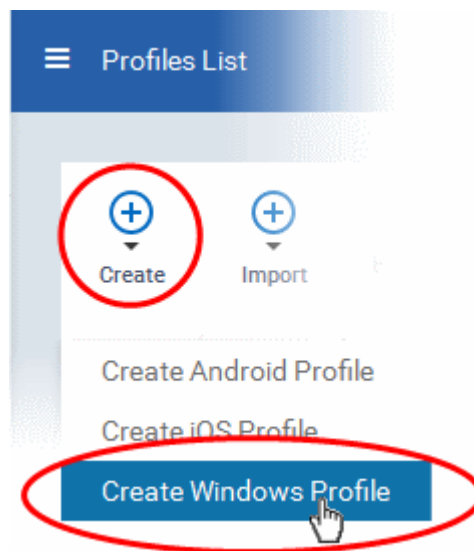 Profiles List
Create Import
Create Android Profile
Create iOS Profile
Create Windows Profile